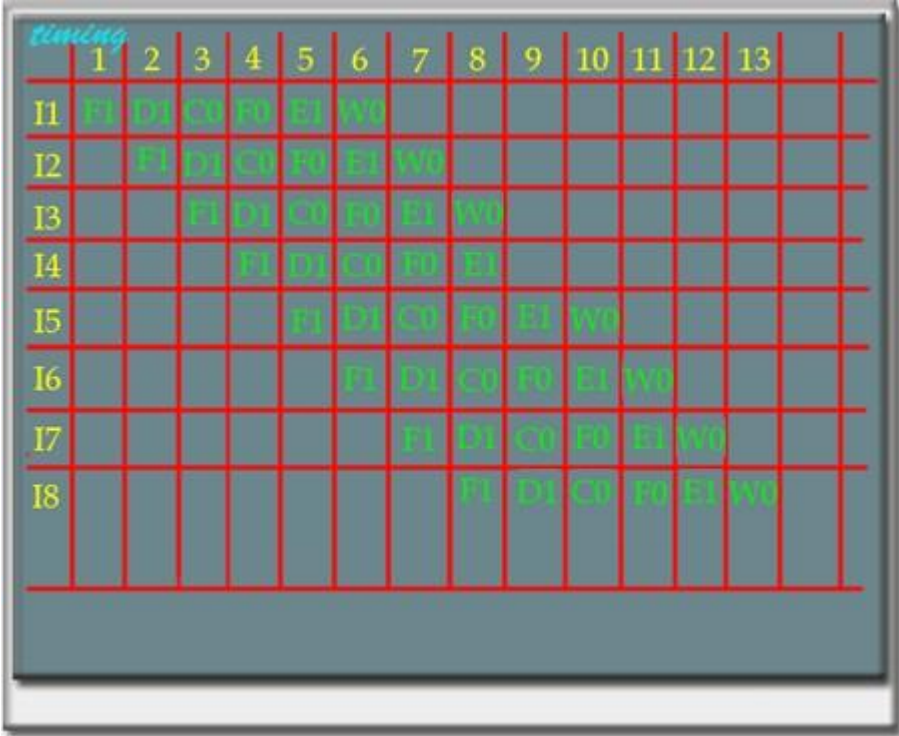 timing 1 2 3 4 5 6 7 8 9 10 11 12 13
I1 F1 D1 C0 F0 E1 W0
I2 F1 D1 C0 F0 E1 W0
I3 F1 D1 C0 F0 E1 W0
I4 F1 D1 C0 F0 E1
I5 F1 D1 C0 F0 E1 W0
I6 F1 D1 C0 F0 E1 W0
I7 F1 D1 C0 F0 E1 W0
I8 F1 D1 C0 F0 E1 W0